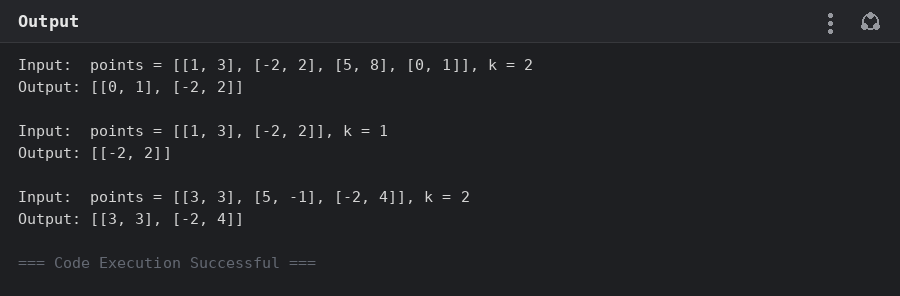 Output
Input:  points = [[1, 3], [-2, 2], [5, 8], [0, 1]], k = 2
Output: [[0, 1], [-2, 2]]
Input:  points = [[1, 3], [-2, 2]], k = 1
Output: [[-2, 2]]
Input:  points = [[3, 3], [5, -1], [-2, 4]], k = 2
Output: [[3, 3], [-2, 4]]
=== Code Execution Successful ===